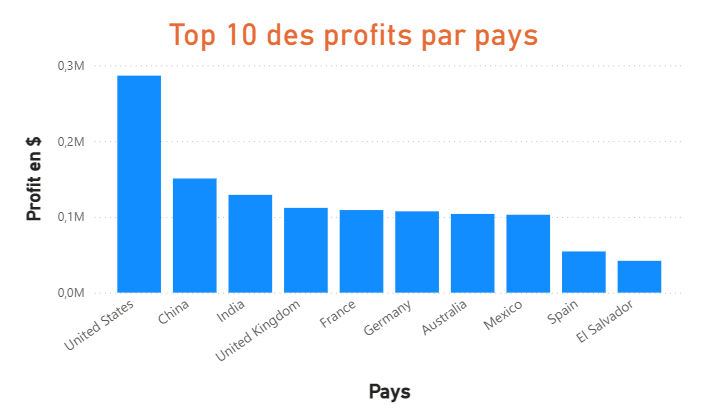 Top 10 des profits par pays
0,3M
0,2M
0,1M
0,0M
Profit en $
United States
China
India
United Kingdom
France
Germany
Australia
Mexico
Spain
El Salvador
Pays